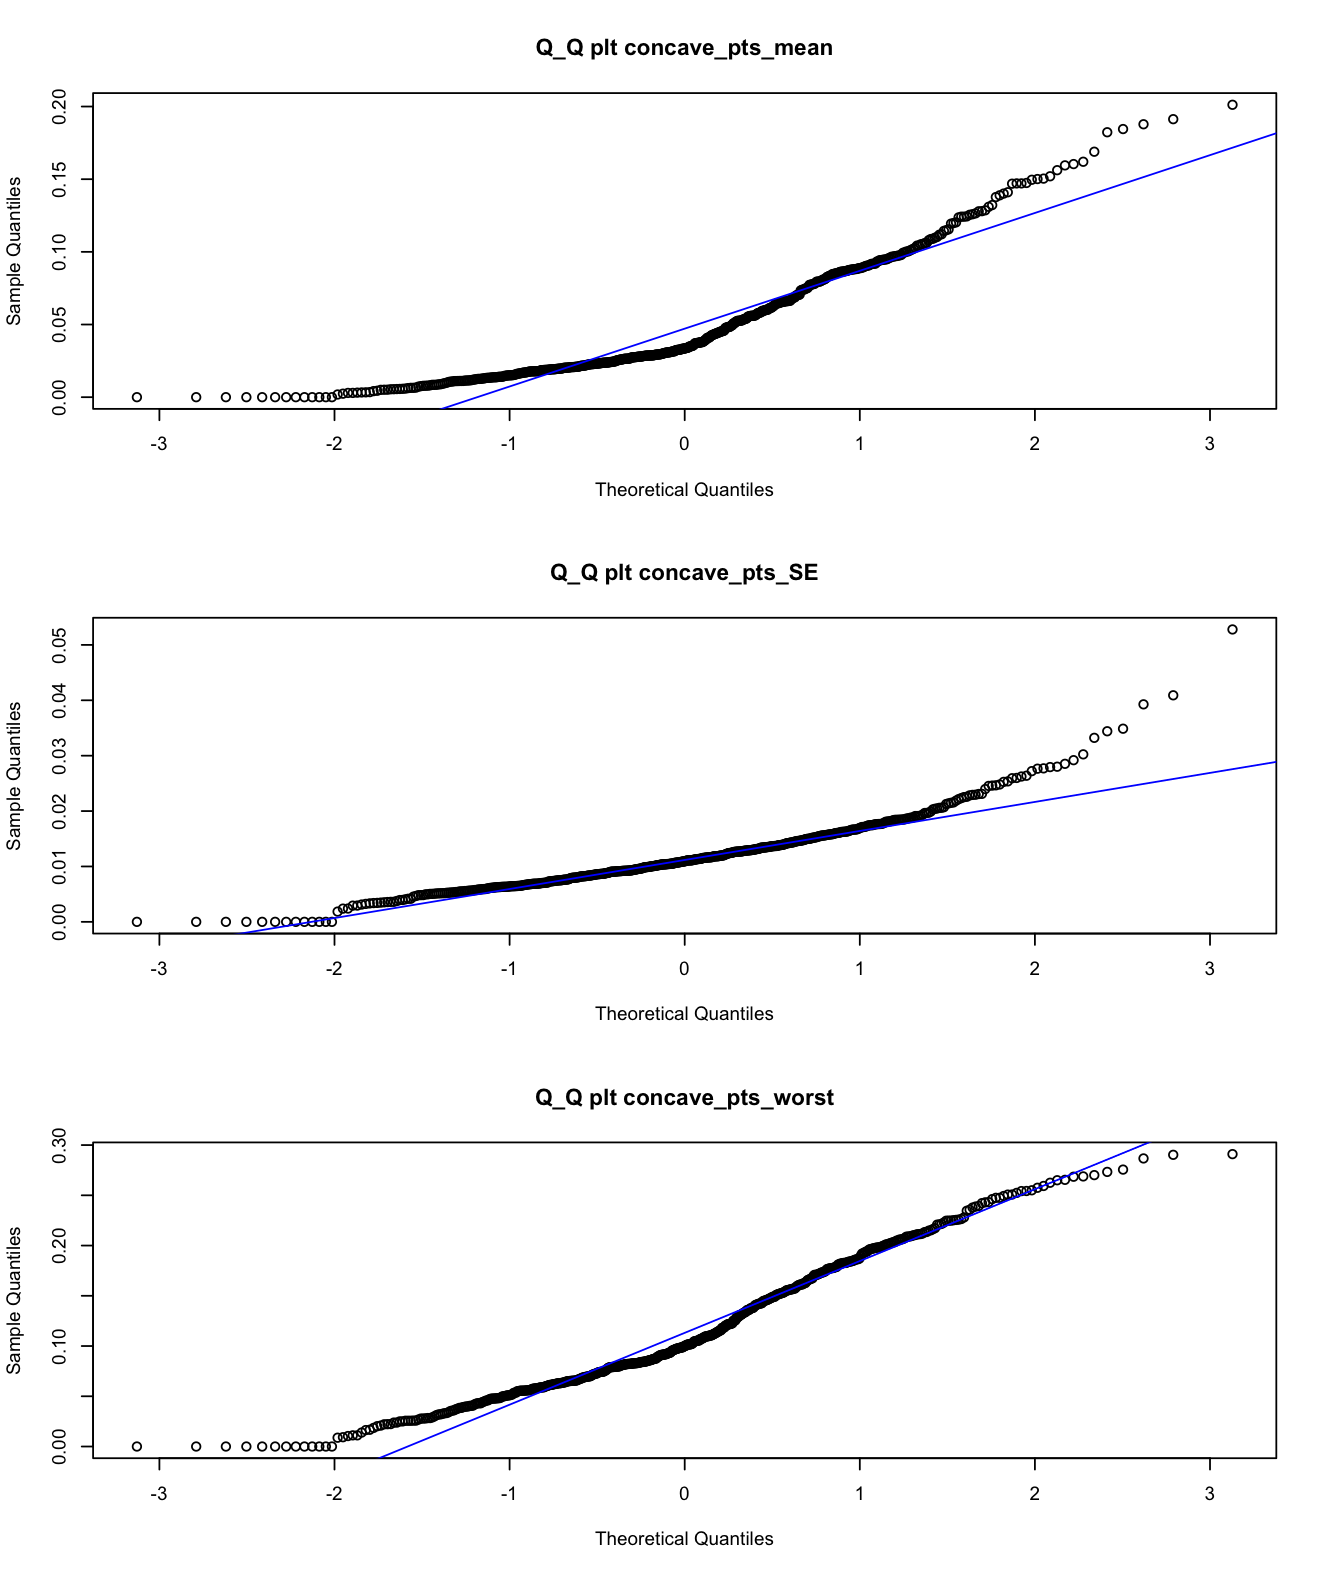 Q_Q plt concave_pts_mean
Sample Quantiles
0.00 0.05 0.10 0.15 0.20
-3 -2 -1 0 1 2 3
Theoretical Quantiles
Q_Q plt concave_pts_SE
Sample Quantiles
0.00 0.01 0.02 0.03 0.04 0.05
-3 -2 -1 0 1 2 3
Theoretical Quantiles
Q_Q plt concave_pts_worst
Sample Quantiles
0.00 0.10 0.20 0.30
-3 -2 -1 0 1 2 3
Theoretical Quantiles